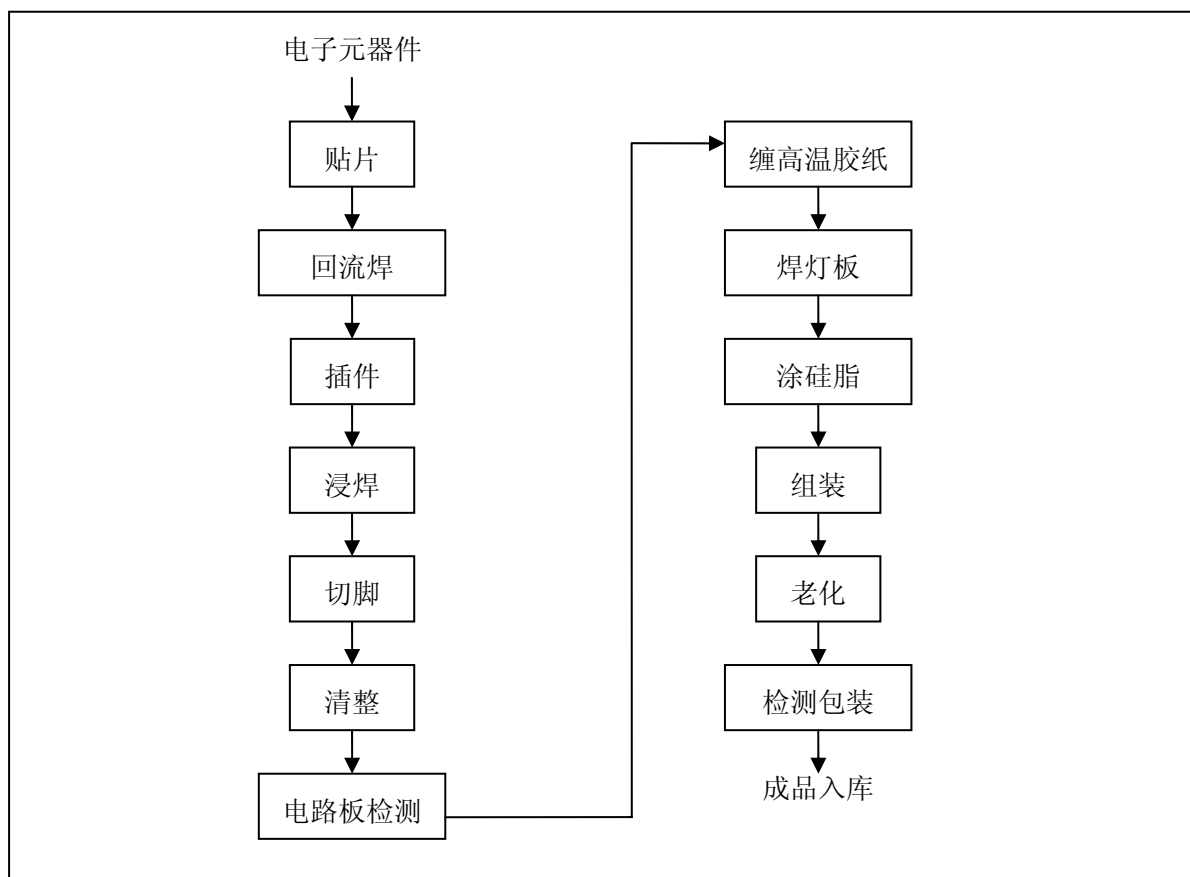 电子元器件
贴片
回流焊
插件
浸焊
切脚
清整
电路板检测
缠高温胶纸
焊灯板
涂硅脂
组装
老化
检测包装
成品入库